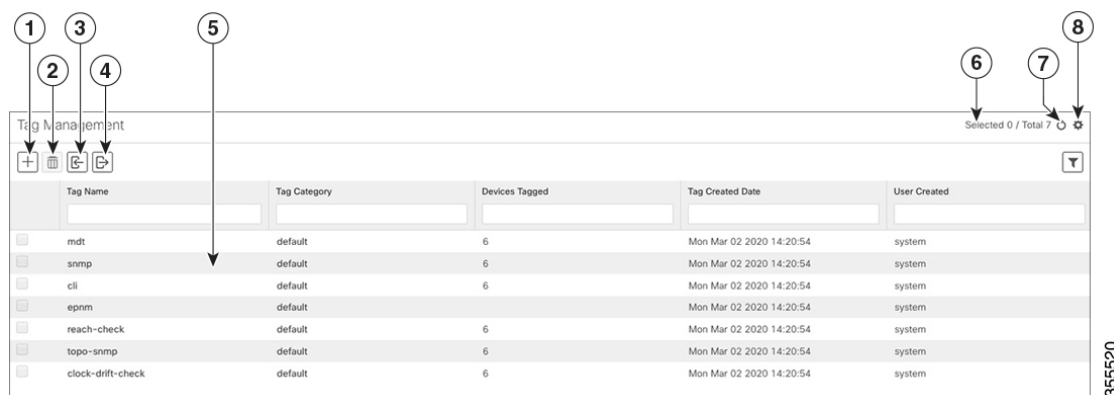 1 3 5 8
2 4 6 7
Tag Management Selected 0 / Total 7
Tag Name Tag Category Devices Tagged Tag Created Date User Created
mdt default 6 Mon Mar 02 2020 14:20:54 system
snmp default 6 Mon Mar 02 2020 14:20:54 system
cli default 6 Mon Mar 02 2020 14:20:54 system
epnm default Mon Mar 02 2020 14:20:54 system
reach-check default 6 Mon Mar 02 2020 14:20:54 system
topo-snmp default 6 Mon Mar 02 2020 14:20:54 system
clock-drift-check default 6 Mon Mar 02 2020 14:20:54 system
355520